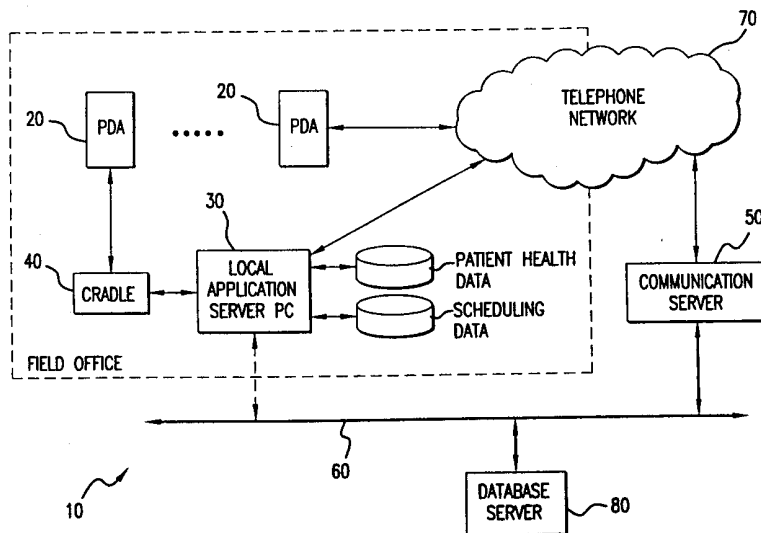 70
TELEPHONE
NETWORK
20
PDA
20
PDA
30
40
CRADLE
LOCAL
APPLICATION
SERVER PC
PATIENT HEALTH
DATA
SCHEDULING
DATA
50
COMMUNICATION
SERVER
FIELD OFFICE
60
10
DATABASE
SERVER
80